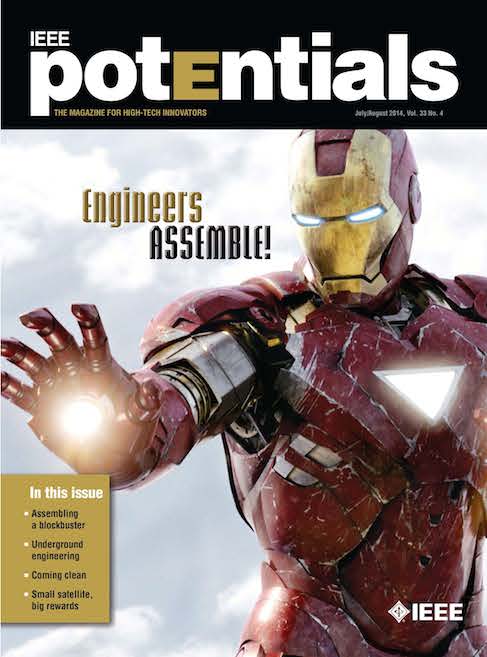 IEEE
potEntials
THE MAGAZINE FOR HIGH-TECH INNOVATORS
July/August 2014, Vol. 33 No. 4
Engineers
ASSEMBLE!
In this issue
Assembling
a blockbuster
Underground
engineering
Coming clean
Small satellite,
big rewards
IEEE